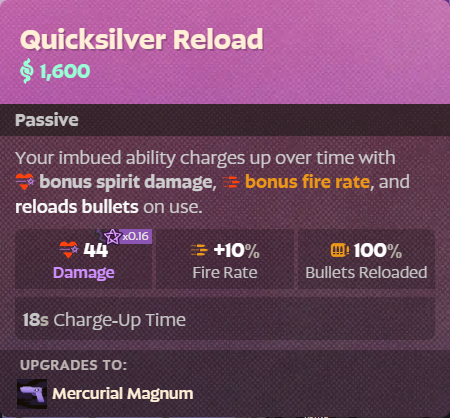 Quicksilver Reload
1,600
Passive
Your imbued ability charges up over time with
bonus spirit damage, bonus fire rate, and
reloads bullets on use.
x0.16
44 +10% 100%
Damage Fire Rate Bullets Reloaded
18s Charge-Up Time
UPGRADES TO:
Mercurial Magnum